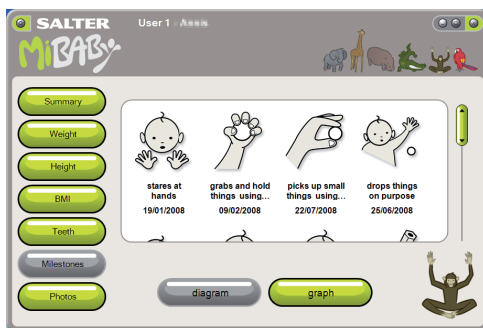 SALTER
User 1 -
MiBABy
Summary
Weight
Height
BMI
Teeth
Milestones
Photos
stares at
hands
19/01/2008
grabs and hold
things using...
09/02/2008
picks up small
things using...
22/07/2008
drops things
on purpose
25/06/2008
diagram
graph